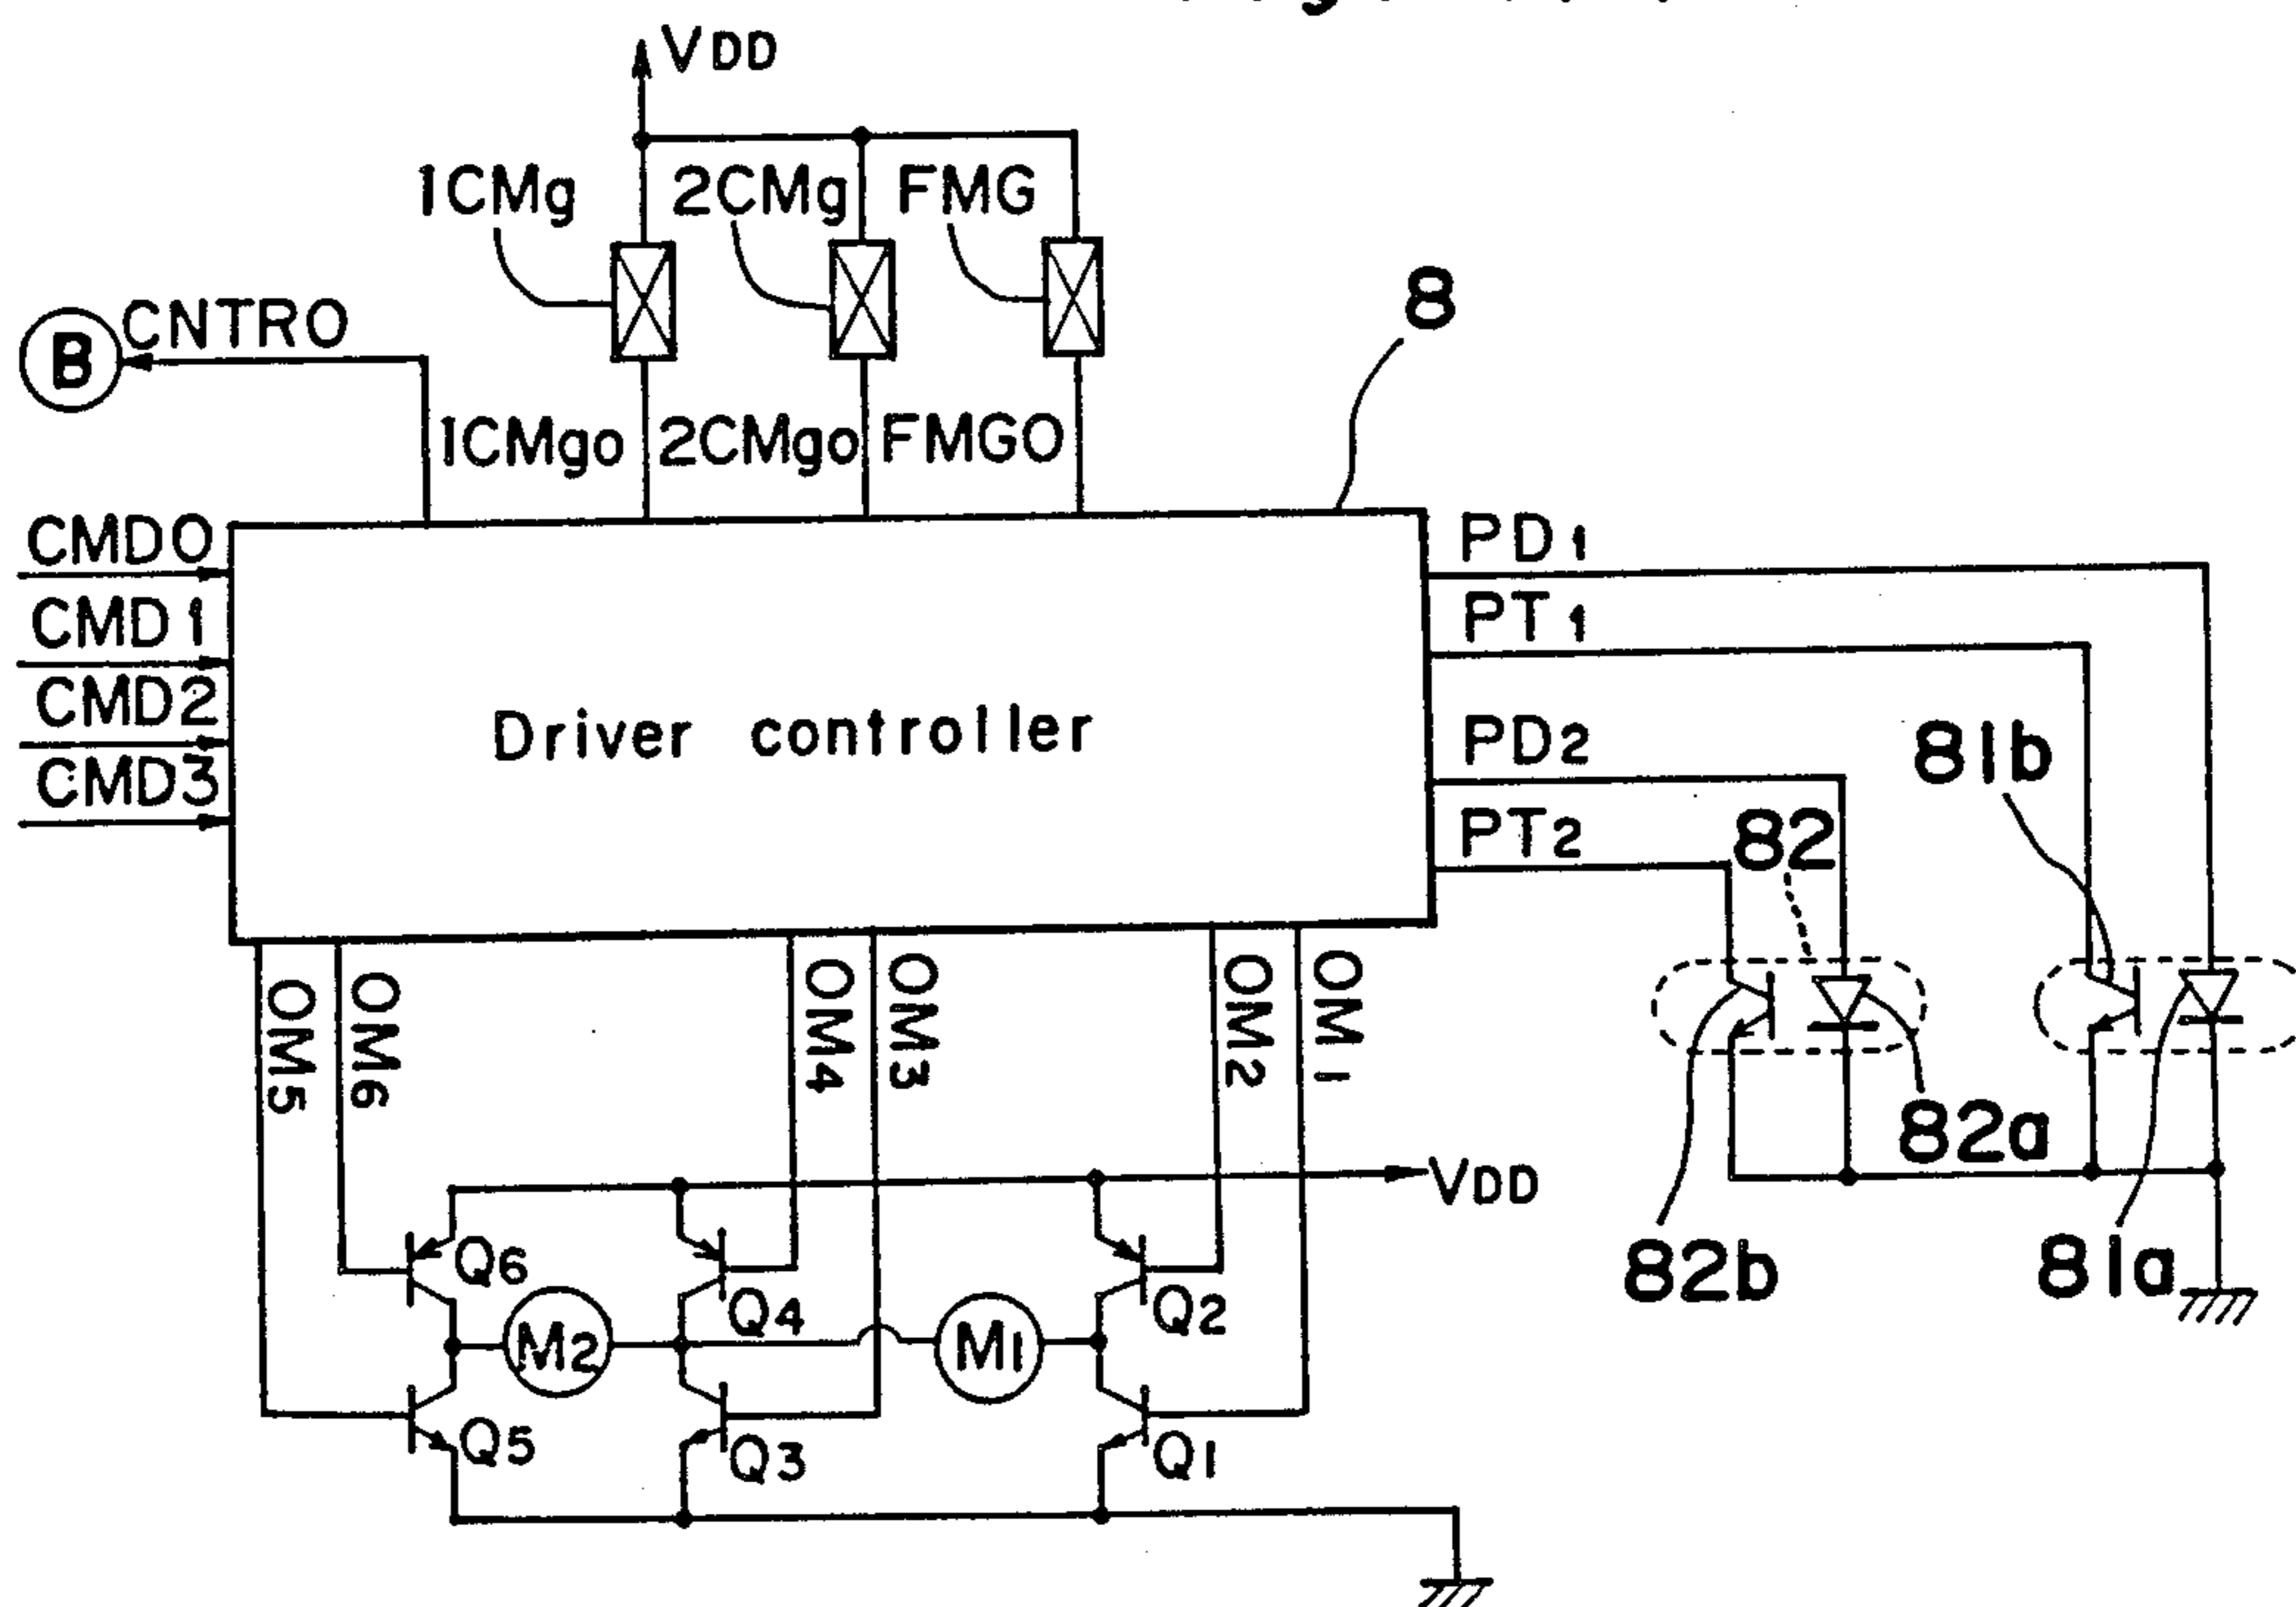 VDD
1CMg 2CMg FMG
8
B CNTRO
1CMgo 2CMgo FMGO
CMD0
CMD1
CMD2
CMD3
Driver controller
PD1
PT1
PD2
PT2
81b
82
OM5
OM6
OM4
OM3
OM2
OM1
82a
82b
81a
VDD
Q6
Q4
Q2
M2
M1
Q5
Q3
Q1